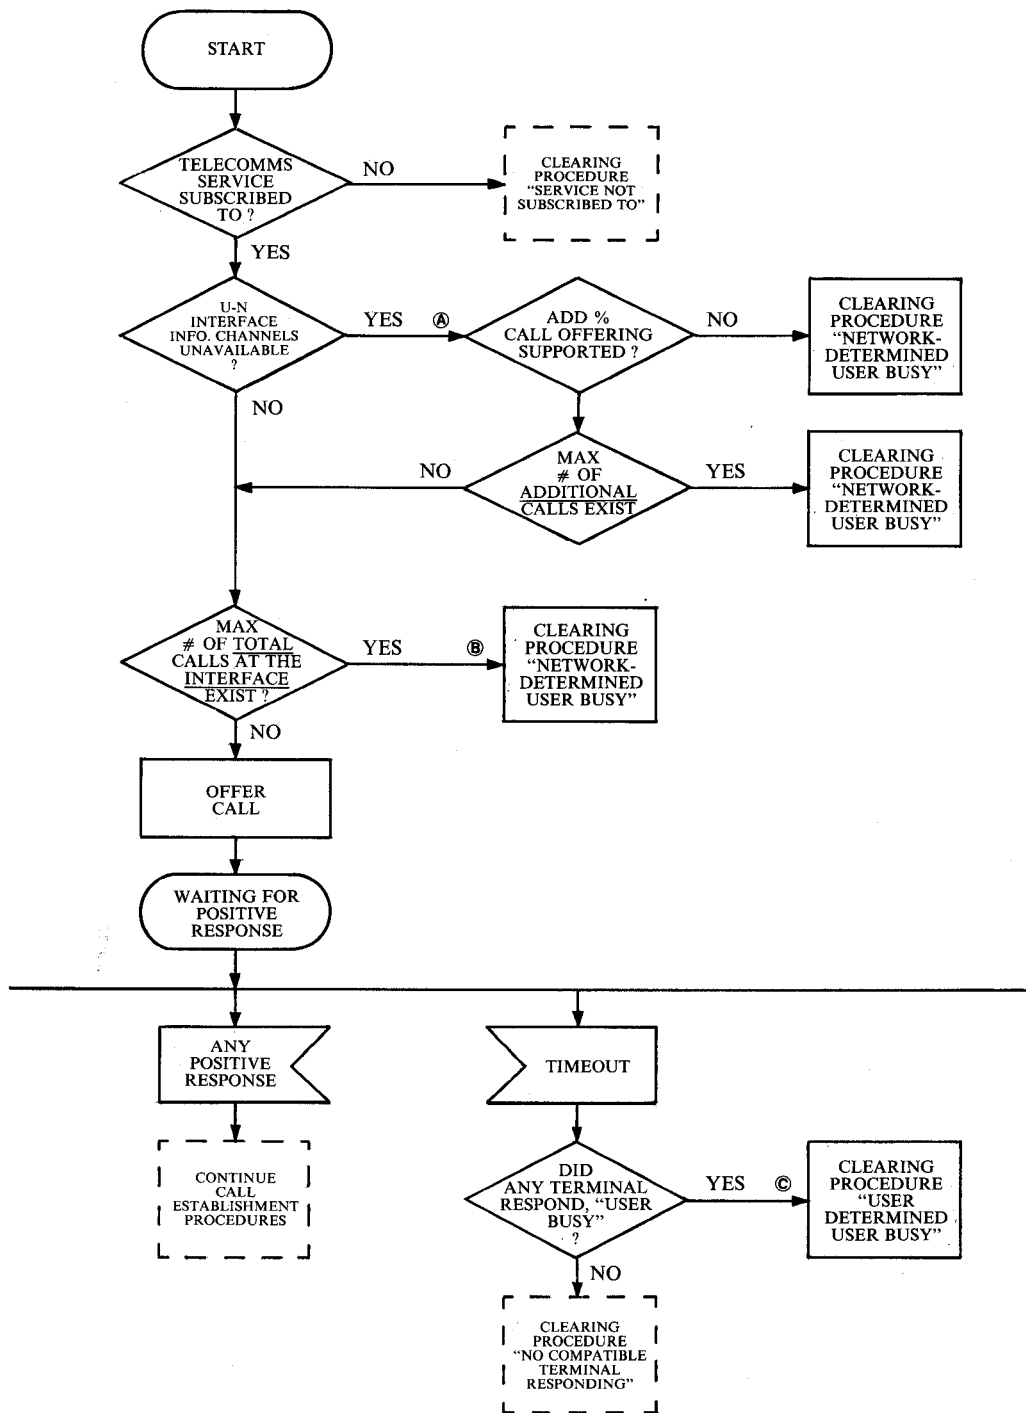 START
TELECOMMS
SERVICE
SUBSCRIBED
TO ?
NO
CLEARING
PROCEDURE
“SERVICE NOT
SUBSCRIBED TO”
YES
U-N
INTERFACE
INFO. CHANNELS
UNAVAILABLE
?
YES
A
ADD %
CALL OFFERING
SUPPORTED ?
NO
CLEARING
PROCEDURE
“NETWORK-
DETERMINED
USER BUSY”
NO
MAX
# OF
ADDITIONAL
CALLS EXIST
NO
YES
CLEARING
PROCEDURE
“NETWORK-
DETERMINED
USER BUSY”
MAX
# OF TOTAL
CALLS AT THE
INTERFACE
EXIST ?
YES
B
CLEARING
PROCEDURE
“NETWORK-
DETERMINED
USER BUSY”
NO
OFFER
CALL
WAITING FOR
POSITIVE
RESPONSE
ANY
POSITIVE
RESPONSE
TIMEOUT
CONTINUE
CALL
ESTABLISHMENT
PROCEDURES
DID
ANY TERMINAL
RESPOND, “USER
BUSY”
?
YES
C
CLEARING
PROCEDURE
“USER
DETERMINED
USER BUSY”
NO
CLEARING
PROCEDURE
“NO COMPATIBLE
TERMINAL
RESPONDING”